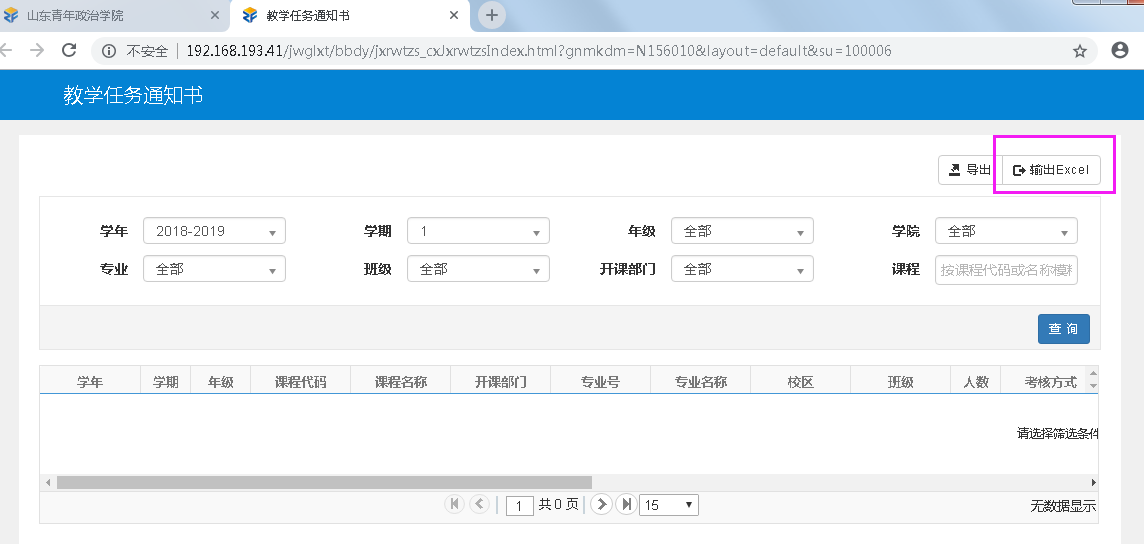 山东青年政治学院
教学任务通知书
不安全 192.168.193.41/jwglxt/bbdy/jxrwtzs_cxJxrwtzsIndex.html?gnmkdm=N156010&layout=default&su=100006
教学任务通知书
导出 输出Excel
学年 2018-2019 学期 1 年级 全部 学院 全部
专业 全部 班级 全部 开课部门 全部 课程 按课程代码或名称模糊
查 询
学年 学期 年级 课程代码 课程名称 开课部门 专业号 专业名称 校区 班级 人数 考核方式
请选择筛选条件
1 共 0 页 15 无数据显示